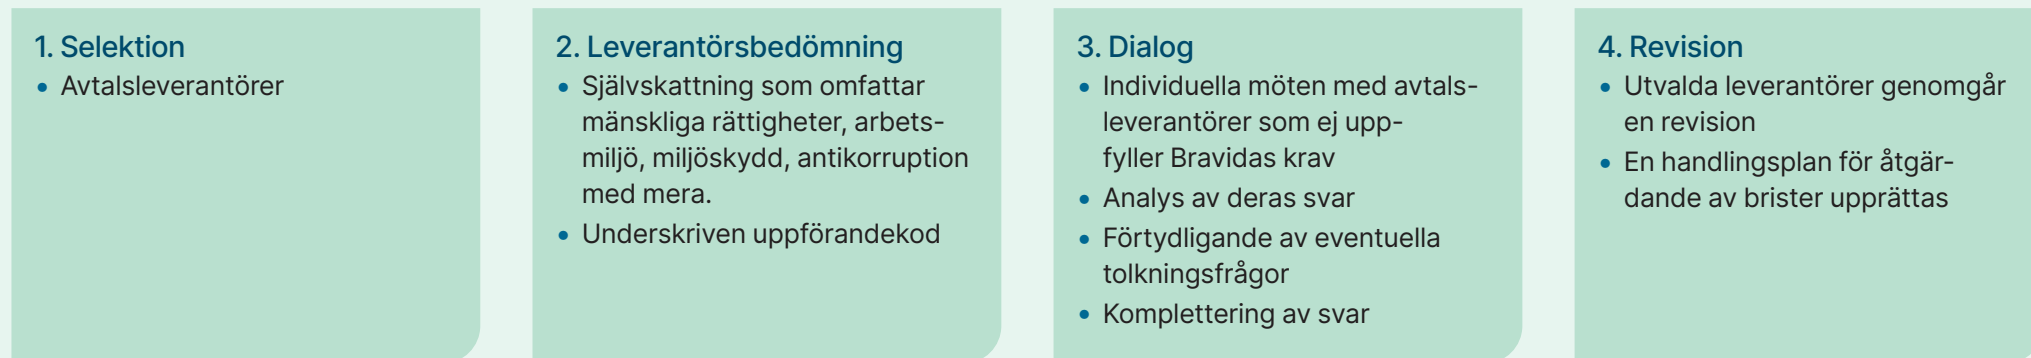 1. Selektion
• Avtalsleverantörer
2. Leverantörsbedömning
• Självskattning som omfattar
mänskliga rättigheter, arbets-
miljö, miljöskydd, antikorruption
med mera.
• Underskriven uppförandekod
3. Dialog
• Individuella möten med avtals-
leverantörer som ej upp-
fyller Bravidas krav
• Analys av deras svar
• Förtydligande av eventuella
tolkningsfrågor
• Komplettering av svar
4. Revision
• Utvalda leverantörer genomgår
en revision
• En handlingsplan för åtgär-
dande av brister upprättas